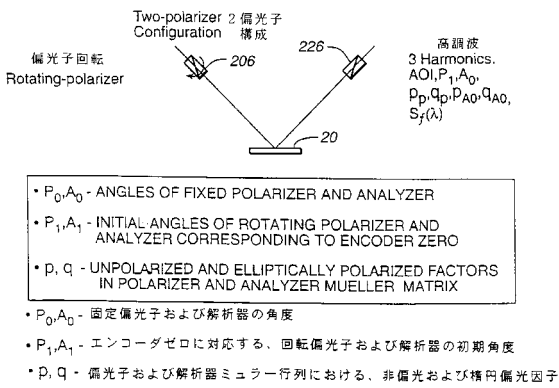 Two-polarizer 2 偏光子
Configuration 構成
偏光子回転
Rotating-polarizer
206
226
高調波
3 Harmonics.
AOI,P₁,A₀,
pₚ,qₚ,p_A0,q_A0,
S_f(λ)
20
• P₀,A₀ - ANGLES OF FIXED POLARIZER AND ANALYZER
• P₁,A₁ - INITIAL ANGLES OF ROTATING POLARIZER AND
ANALYZER CORRESPONDING TO ENCODER ZERO
• p, q - UNPOLARIZED AND ELLIPTICALLY POLARIZED FACTORS
IN POLARIZER AND ANALYZER MUELLER MATRIX
• P₀,A₀ - 固定偏光子および解析器の角度
• P₁,A₁ - エンコーダゼロに対応する、回転偏光子および解析器の初期角度
• p, q - 偏光子および解析器ミュラー行列における、非偏光および楕円偏光因子